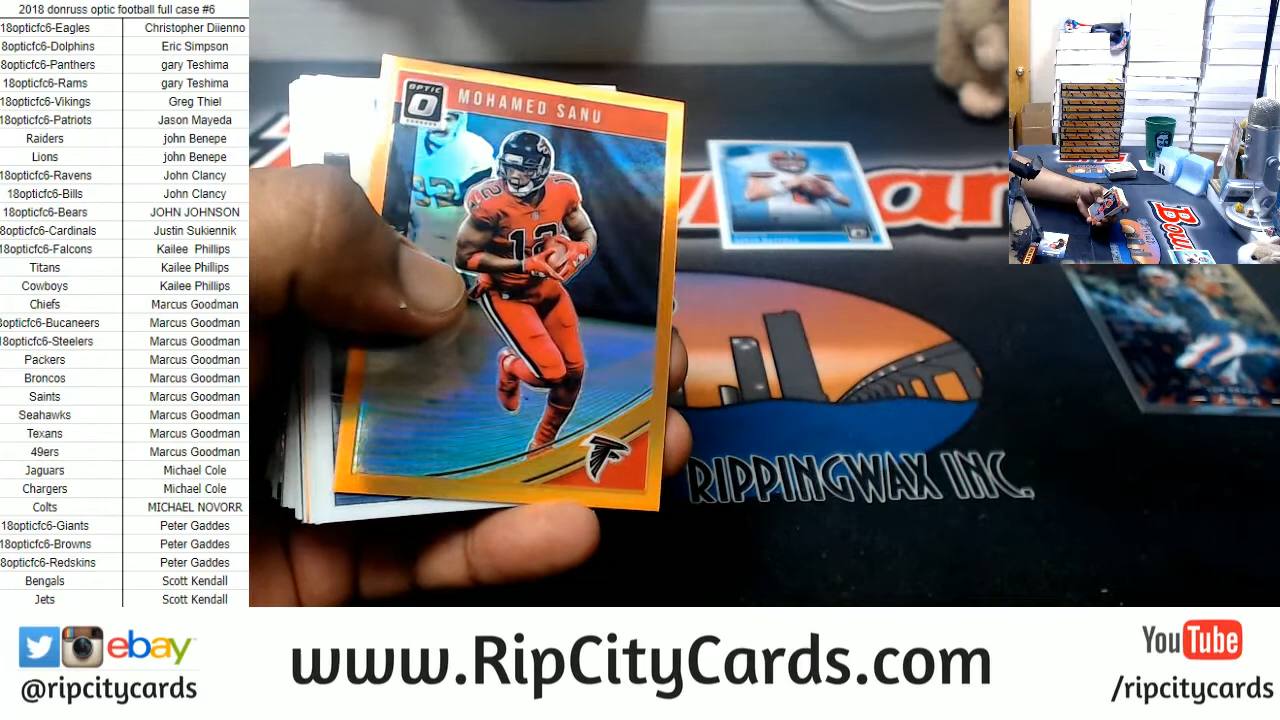 2018 donruss optic football full case #6
18opticfc6-Eagles Christopher Diienno
8opticfc6-Dolphins Eric Simpson
8opticfc6-Panthers gary Teshima
18opticfc6-Rams gary Teshima
18opticfc6-Vikings Greg Thiel
18opticfc6-Patriots Jason Mayeda
Raiders john Benepe
Lions john Benepe
18opticfc6-Ravens John Clancy
18opticfc6-Bills John Clancy
18opticfc6-Bears JOHN JOHNSON
8opticfc6-Cardinals Justin Sukiennik
18opticfc6-Falcons Kailee Phillips
Titans Kailee Phillips
Cowboys Kailee Phillips
Chiefs Marcus Goodman
8opticfc6-Bucaneers Marcus Goodman
18opticfc6-Steelers Marcus Goodman
Packers Marcus Goodman
Broncos Marcus Goodman
Saints Marcus Goodman
Seahawks Marcus Goodman
Texans Marcus Goodman
49ers Marcus Goodman
Jaguars Michael Cole
Chargers Michael Cole
Colts MICHAEL NOVORR
18opticfc6-Giants Peter Gaddes
18opticfc6-Browns Peter Gaddes
8opticfc6-Redskins Peter Gaddes
Bengals Scott Kendall
Jets Scott Kendall
OPTIC
MOHAMED SANU
12
RIPPINGWAX INC.
Bow
ebay
@ripcitycards
www.RipCityCards.com
YouTube
/ripcitycards